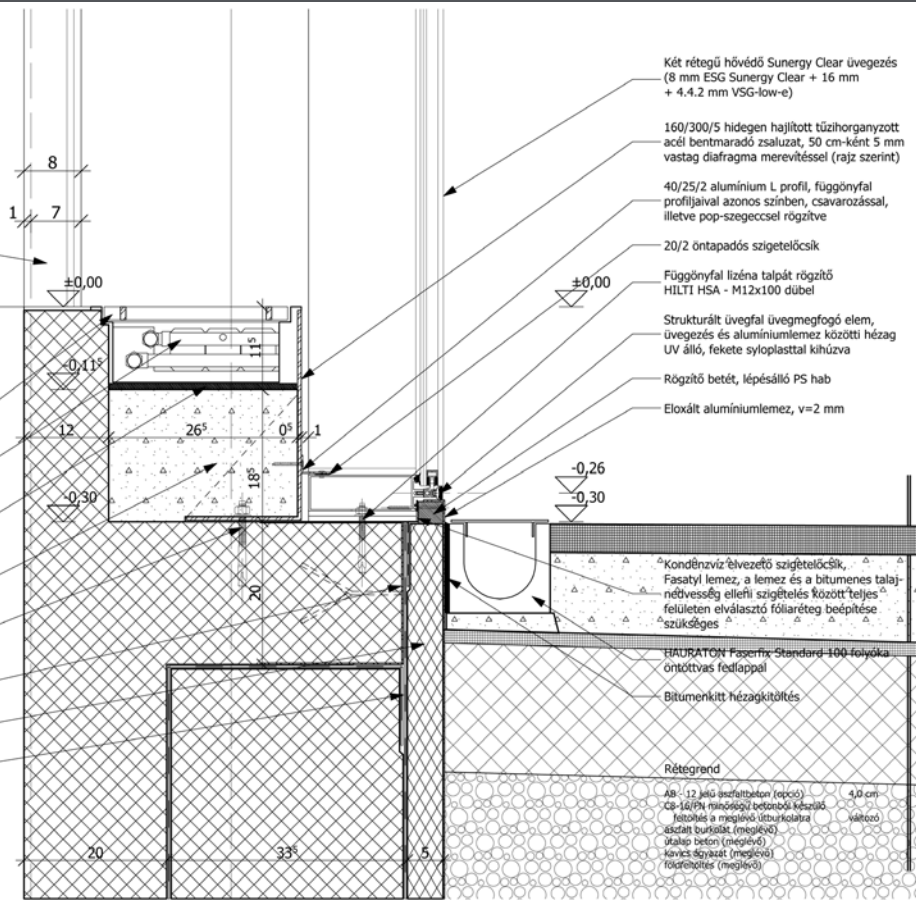 Két rétegű hővédő Sunergy Clear üvegezés
(8 mm ESG Sunergy Clear + 16 mm
+ 4.4.2 mm VSG-low-e)
160/300/5 hidegen hajlított tűzihorganyzott
acél bentmaradó zsaluzat, 50 cm-ként 5 mm
vastag diafragma merevítéssel (rajz szerint)
40/25/2 alumínium L profil, függönyfal
profiljaival azonos színben, csavarozással,
illetve pop-szegeccsel rögzítve
20/2 öntapadós szigetelőcsík
Függönyfal lizéna talpát rögzítő
HILTI HSA - M12x100 dübel
Strukturált üvegfal üvegmegfogó elem,
üvegezés és alumíniumlemez közötti hézag
UV álló, fekete syloplasttal kihúzva
Rögzítő betét, lépésálló PS hab
Eloxált alumíniumlemez, v=2 mm
8
1 7
±0,00
±0,00
11⁵
-0,11⁵
12 26⁵ 0⁵ 1
18⁵
-0,26
-0,30
-0,30
20
Kondenzvíz elvezető szigetelőcsík,
Fasatyl lemez, a lemez és a bitumenes talaj-
nedvesség elleni szigetelés között teljes
felületen elválasztó fóliaréteg beépítése
szükséges
HAURATON Faserfix Standard 100 folyóka
öntöttvas fedlappal
Bitumenkitt hézagkitöltés
Rétegrend
AB - 12 jelű aszfaltbeton (opció) 4,0 cm
C8-16/FN minőségű betonból készülő
feltöltés a meglévő útburkolatra változó
aszfalt burkolat (meglévő)
útalap beton (meglévő)
kavics ágyazat (meglévő)
földfeltöltés (meglévő)
20 33⁵ 5